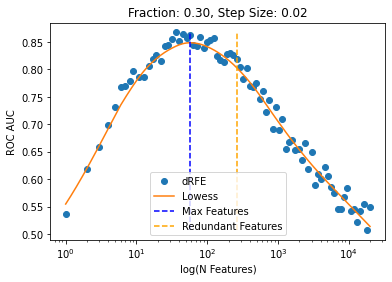 Fraction: 0.30, Step Size: 0.02
0.85
0.80
0.75
0.70
0.65
0.60
0.55
0.50
ROC AUC
dRFE
Lowess
Max Features
Redundant Features
10⁰ 10¹ 10² 10³ 10⁴
log(N Features)